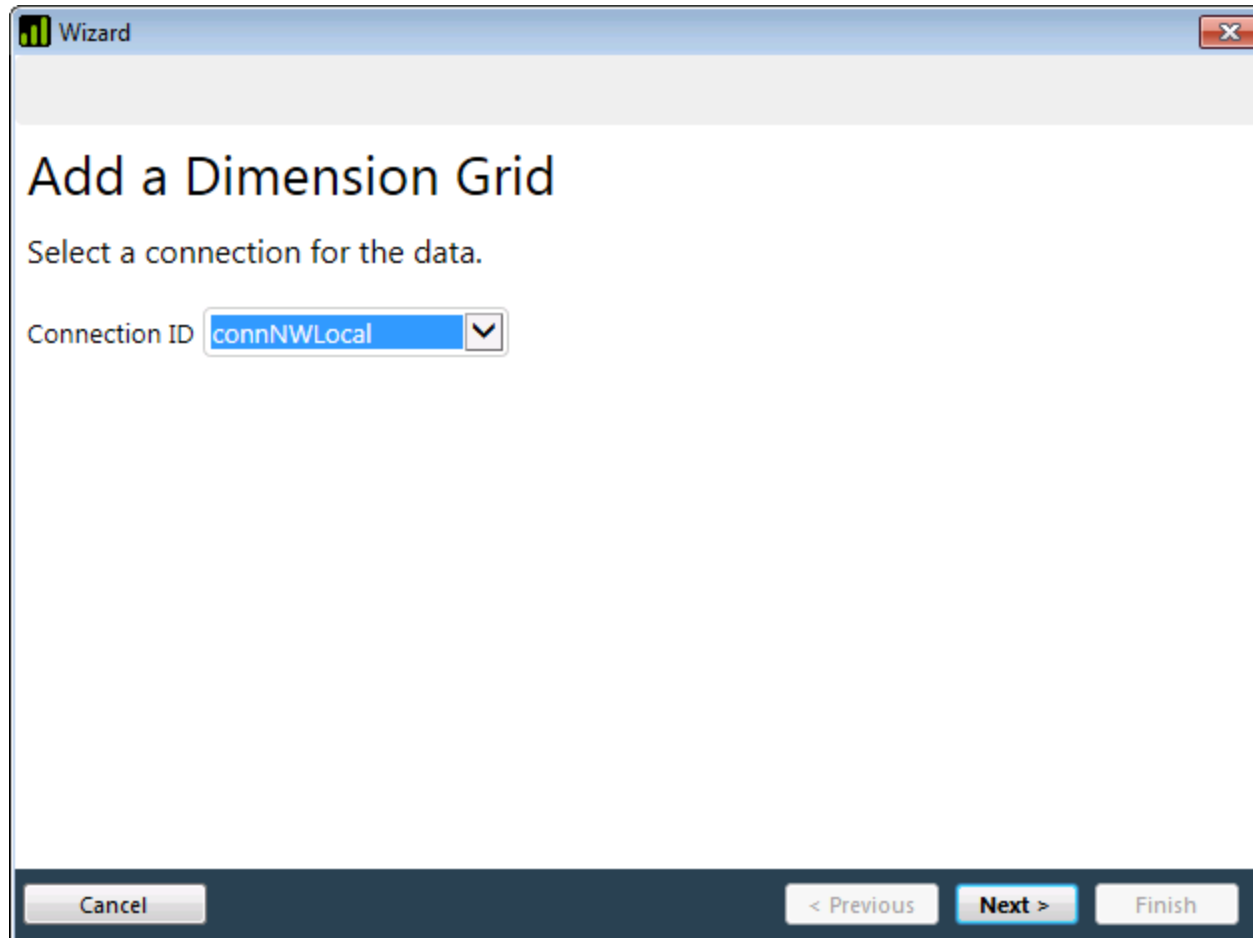 Wizard
Add a Dimension Grid
Select a connection for the data.
Connection ID connNWLocal
Cancel < Previous Next > Finish